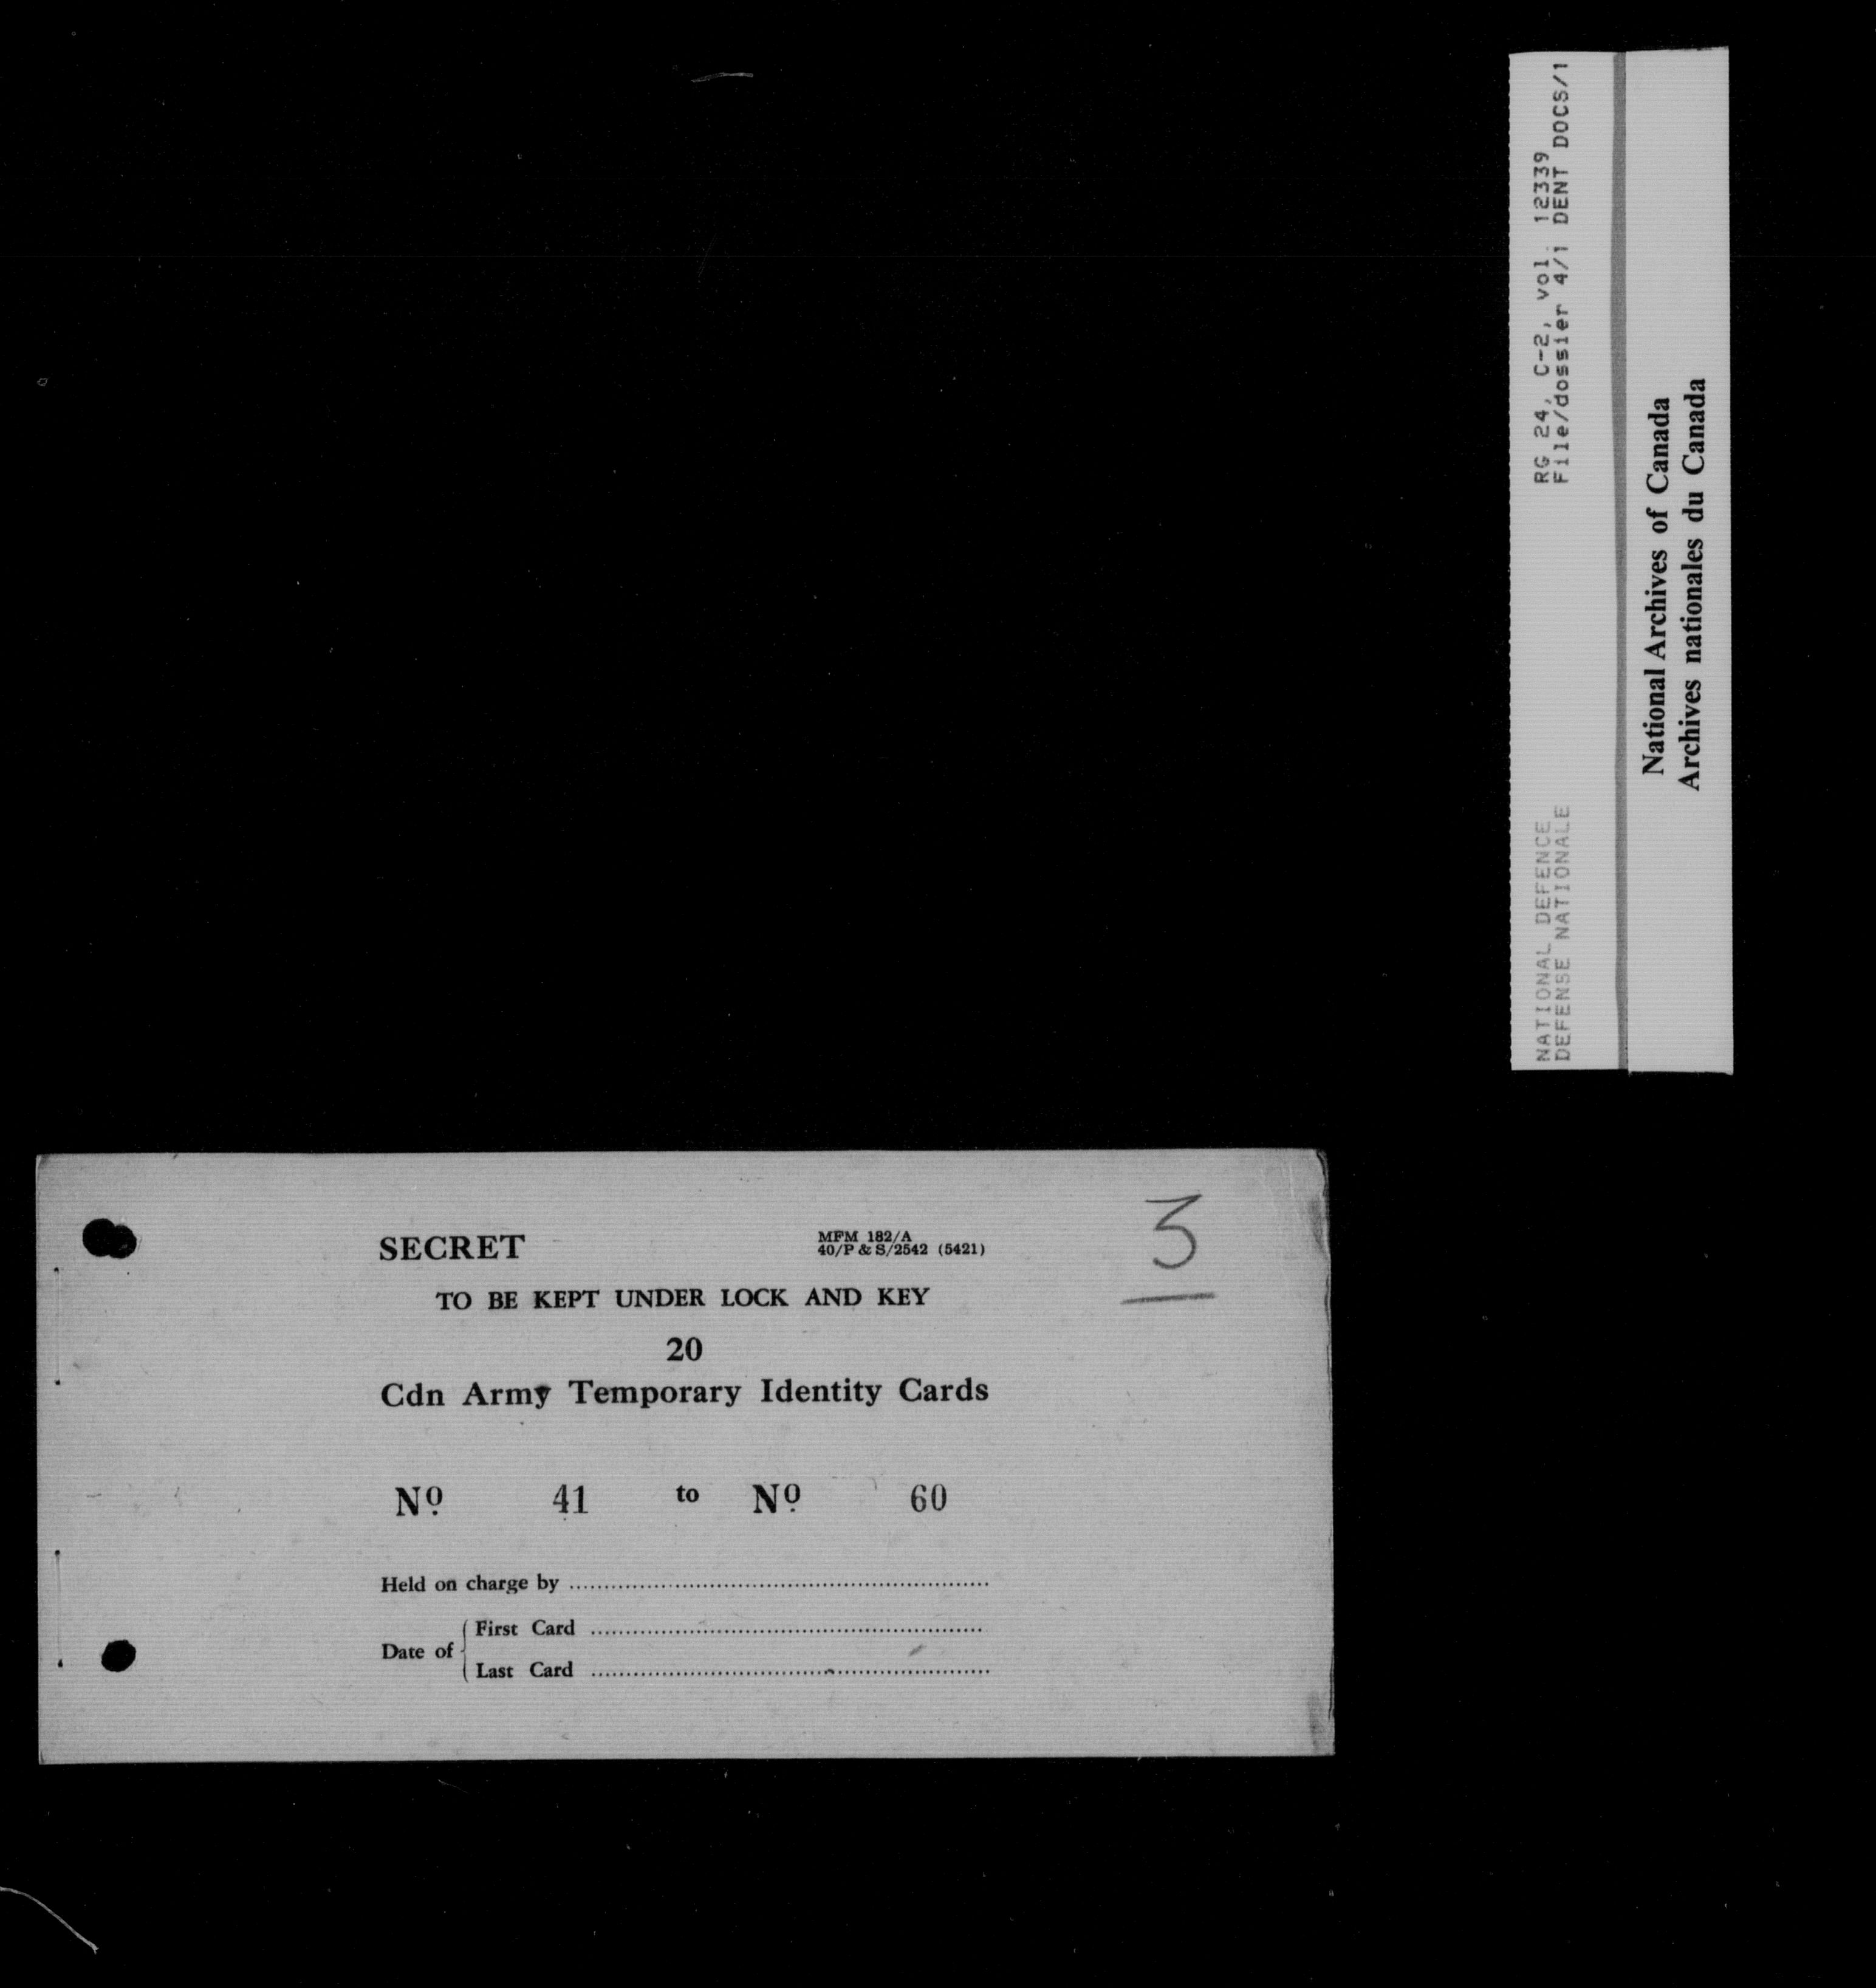 SECRET
MFM 182/A
40/P & S/2542 (5421)
3
TO BE KEPT UNDER LOCK AND KEY
20
Cdn Army Temporary Identity Cards
Nº 41 to Nº 60
Held on charge by ............................................................
Date of { First Card ............................................................
Last Card ............................................................
NATIONAL DEFENCE RG 24, C-2, vol. 12339
DEFENSE NATIONALE File/dossier 4/1 DENT DOCS/1
National Archives of Canada
Archives nationales du Canada